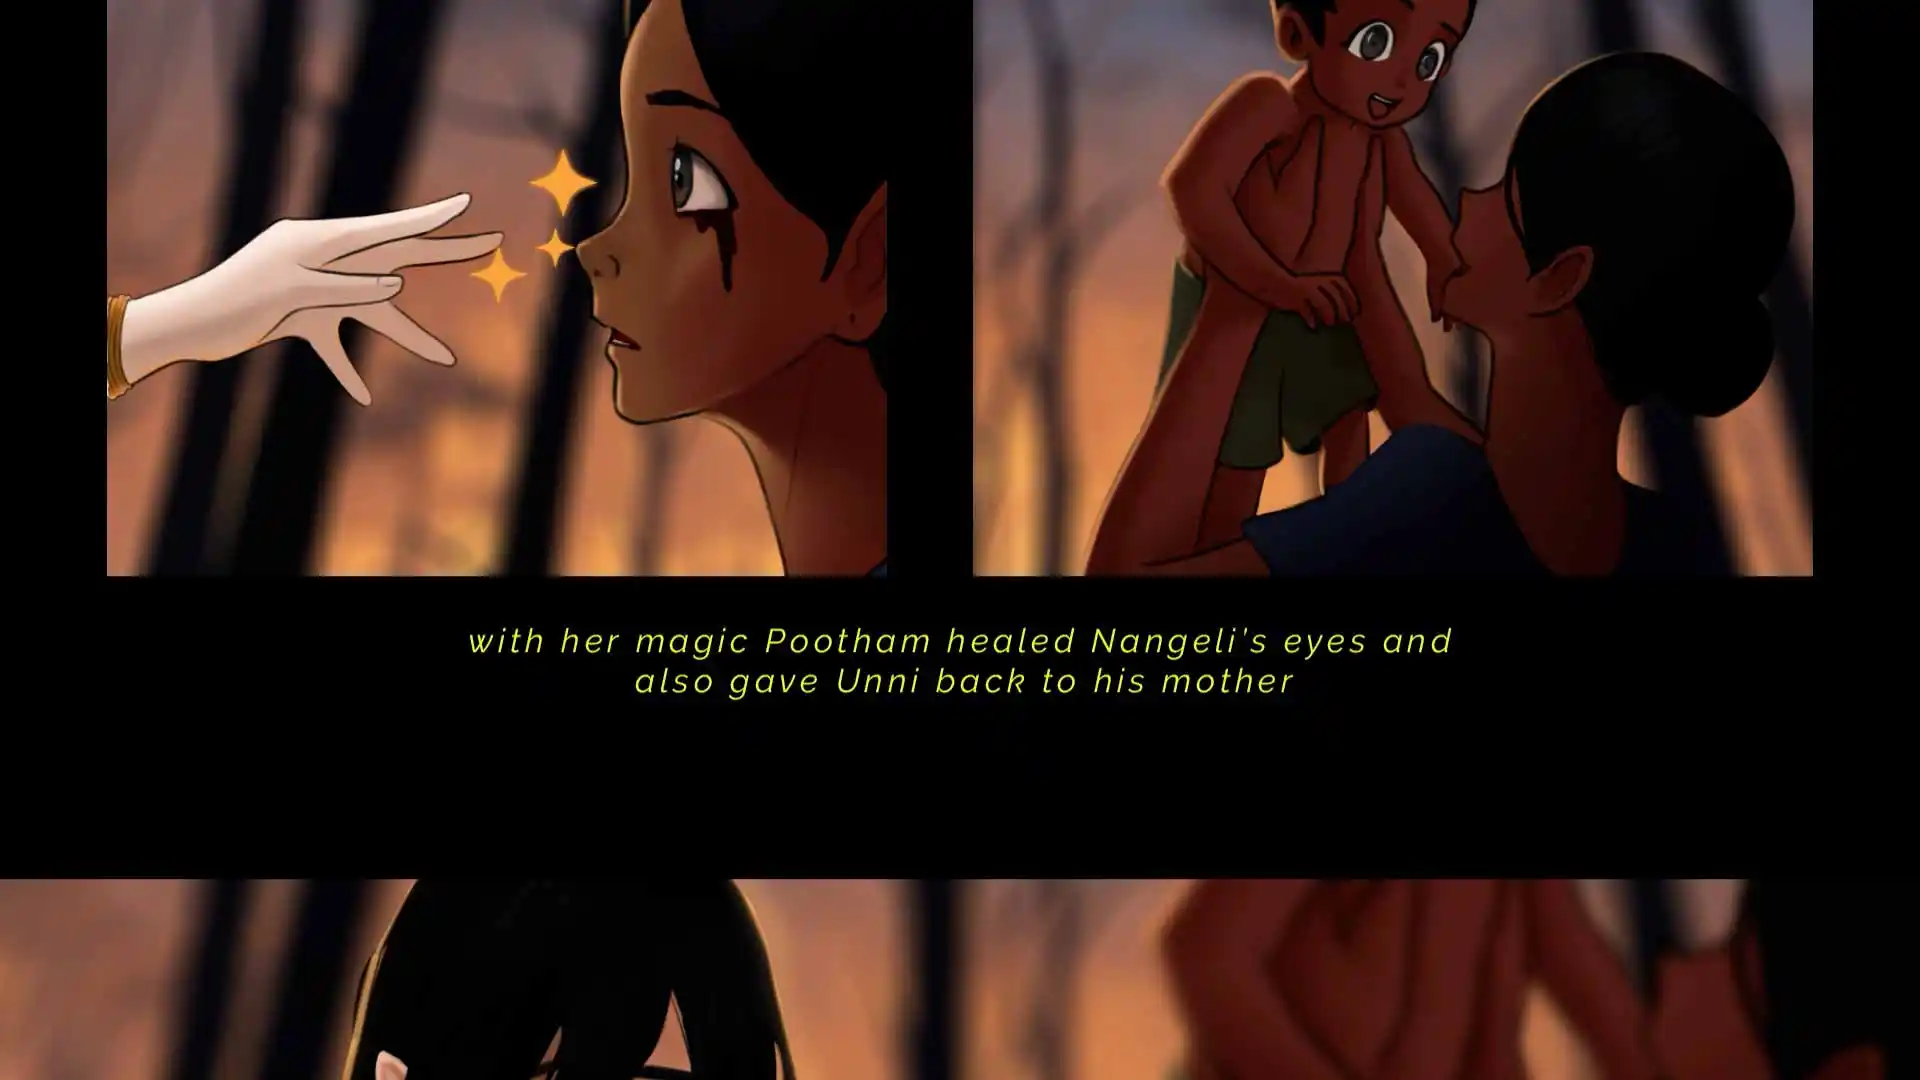 with her magic Pootham healed Nangeli's eyes and
also gave Unni back to his mother